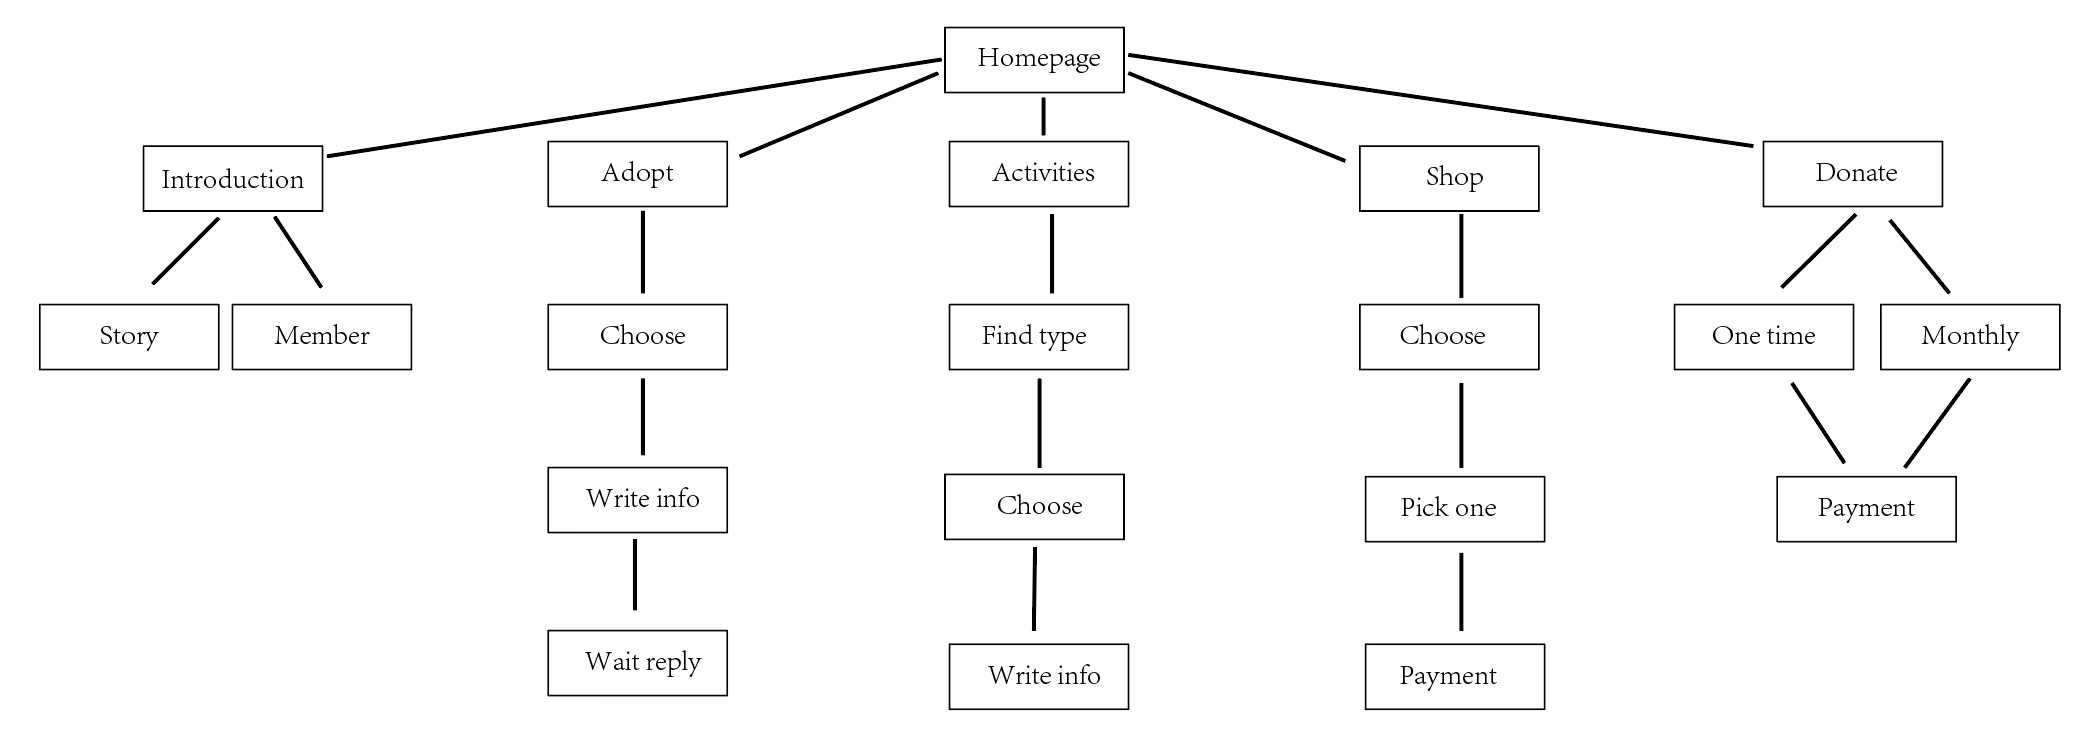 Homepage
Introduction
Adopt
Activities
Shop
Donate
Story
Member
Choose
Find type
Choose
One time
Monthly
Write info
Choose
Pick one
Payment
Wait reply
Write info
Payment